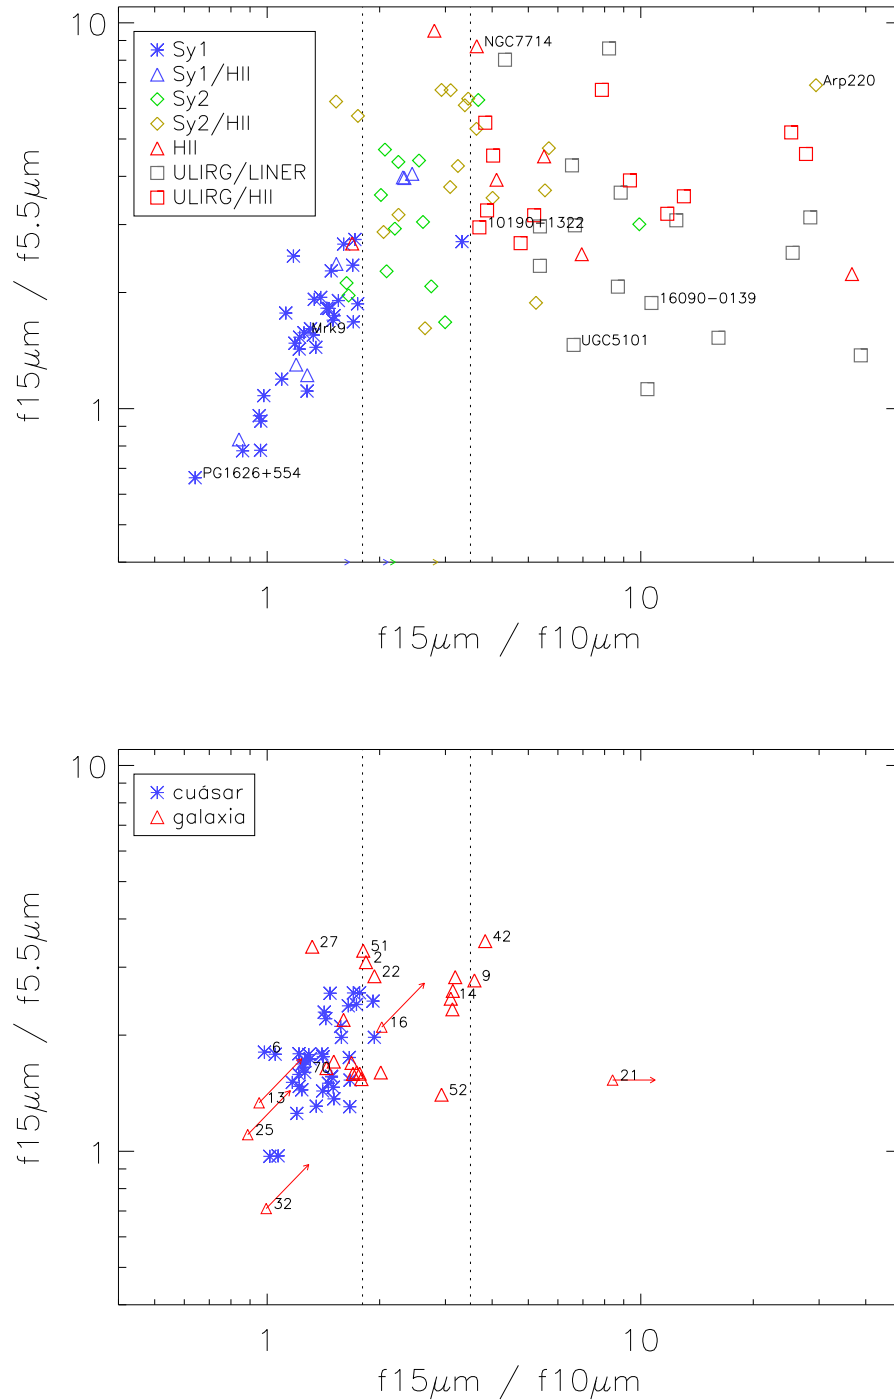 10
Sy1
Sy1/HII
Sy2
Sy2/HII
HII
ULIRG/LINER
ULIRG/HII
NGC7714
Arp220
10190+1322
16090-0139
Mrk9
UGC5101
PG1626+554
1
f15μm / f5.5μm
1
10
f15μm / f10μm
10
cuásar
galaxia
27
51
2
22
42
9
14
16
6
70
13
25
21
52
32
1
f15μm / f5.5μm
1
10
f15μm / f10μm